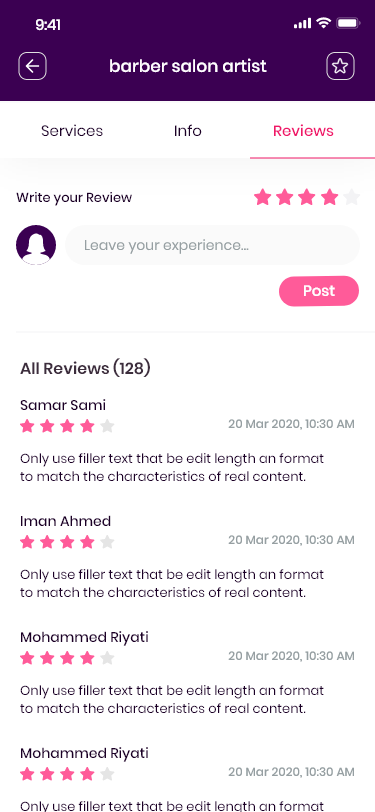 9:41
barber salon artist
Services Info Reviews
Write your Review
Leave your experience...
Post
All Reviews (128)
Samar Sami
20 Mar 2020, 10:30 AM
Only use filler text that be edit length an format
to match the characteristics of real content.
Iman Ahmed
20 Mar 2020, 10:30 AM
Only use filler text that be edit length an format
to match the characteristics of real content.
Mohammed Riyati
20 Mar 2020, 10:30 AM
Only use filler text that be edit length an format
to match the characteristics of real content.
Mohammed Riyati
20 Mar 2020, 10:30 AM
Only use filler text that be edit length an format